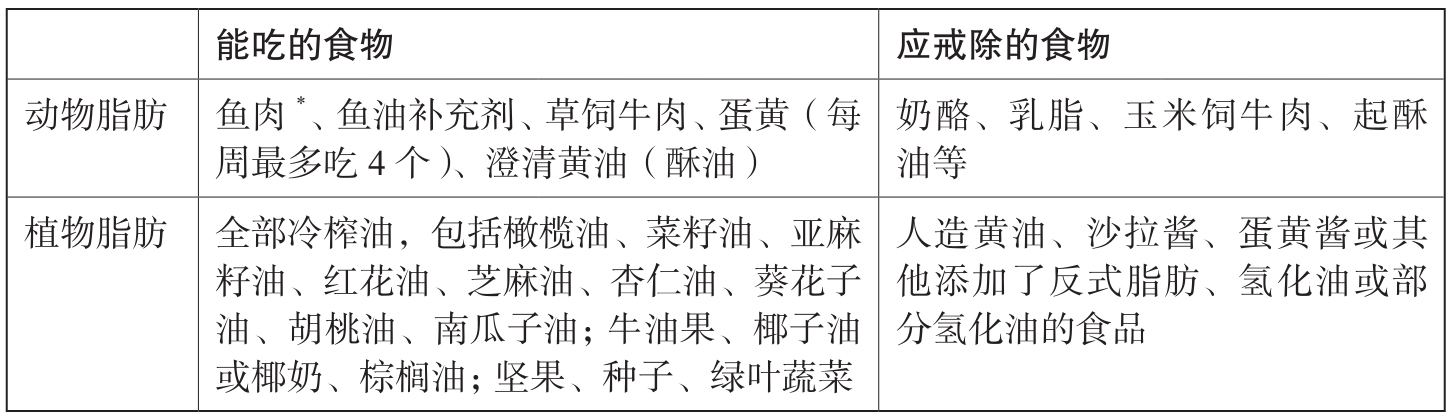 能吃的食物
应戒除的食物
动物脂肪
鱼肉*、鱼油补充剂、草饲牛肉、蛋黄（每
周最多吃 4 个）、澄清黄油（酥油）
奶酪、乳脂、玉米饲牛肉、起酥
油等
植物脂肪
全部冷榨油，包括橄榄油、菜籽油、亚麻
籽油、红花油、芝麻油、杏仁油、葵花子
油、胡桃油、南瓜子油；牛油果、椰子油
或椰奶、棕榈油；坚果、种子、绿叶蔬菜
人造黄油、沙拉酱、蛋黄酱或其
他添加了反式脂肪、氢化油或部
分氢化油的食品